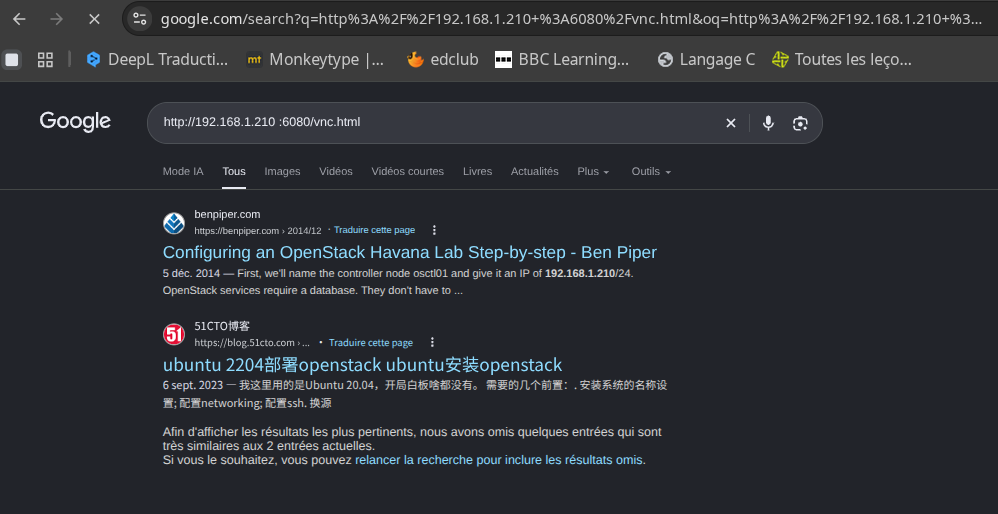 google.com/search?q=http%3A%2F%2F192.168.1.210+%3A6080%2Fvnc.html&oq=http%3A%2F%2F192.168.1.210+%3...
DeepL Traducti... mt Monkeytype |... edclub BBC Learning... Langage C Toutes les leço...
Google http://192.168.1.210 :6080/vnc.html
Mode IA Tous Images Vidéos Vidéos courtes Livres Actualités Plus Outils
benpiper.com
https://benpiper.com › 2014/12 · Traduire cette page
Configuring an OpenStack Havana Lab Step-by-step - Ben Piper
5 déc. 2014 — First, we'll name the controller node osctl01 and give it an IP of 192.168.1.210/24.
OpenStack services require a database. They don't have to ...
51 51CTO博客
https://blog.51cto.com › ... • Traduire cette page
ubuntu 2204部署openstack ubuntu安装openstack
6 sept. 2023 — 我这里用的是Ubuntu 20.04，开局白板啥都没有。 需要的几个前置：. 安装系统的名称设
置; 配置networking; 配置ssh. 换源
Afin d'afficher les résultats les plus pertinents, nous avons omis quelques entrées qui sont
très similaires aux 2 entrées actuelles.
Si vous le souhaitez, vous pouvez relancer la recherche pour inclure les résultats omis.